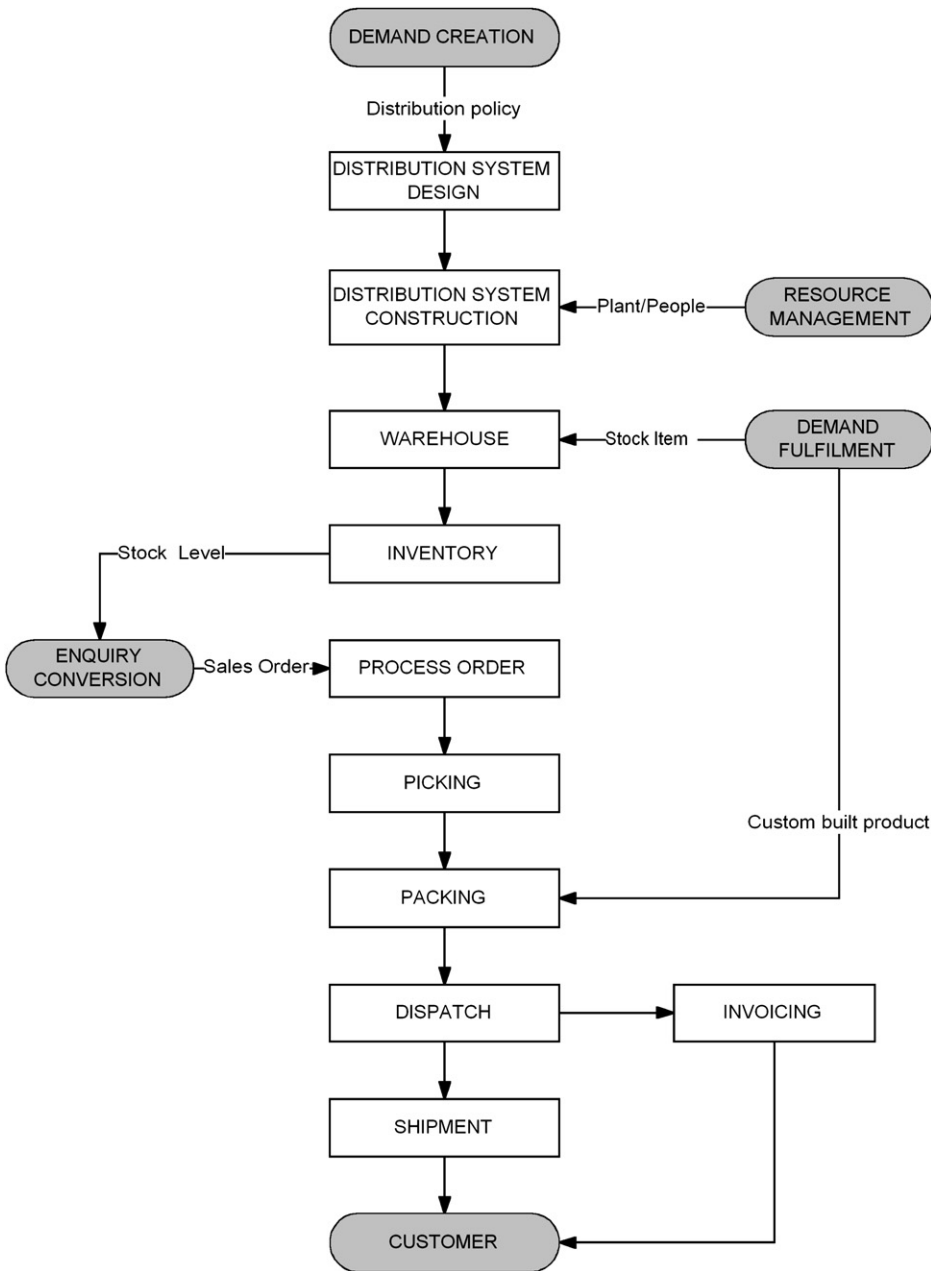 DEMAND CREATION
Distribution policy
DISTRIBUTION SYSTEM
DESIGN
DISTRIBUTION SYSTEM
CONSTRUCTION
Plant/People
RESOURCE
MANAGEMENT
WAREHOUSE
Stock Item
DEMAND
FULFILMENT
Stock Level
INVENTORY
ENQUIRY
CONVERSION
Sales Order
PROCESS ORDER
PICKING
Custom built product
PACKING
DISPATCH
INVOICING
SHIPMENT
CUSTOMER